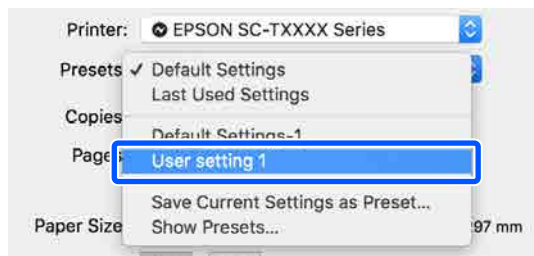 Printer: EPSON SC-TXXXX Series
Presets ✓ Default Settings
Last Used Settings
Copies
Default Settings-1
Pages
User setting 1
Save Current Settings as Preset...
Paper Size
Show Presets...
97 mm